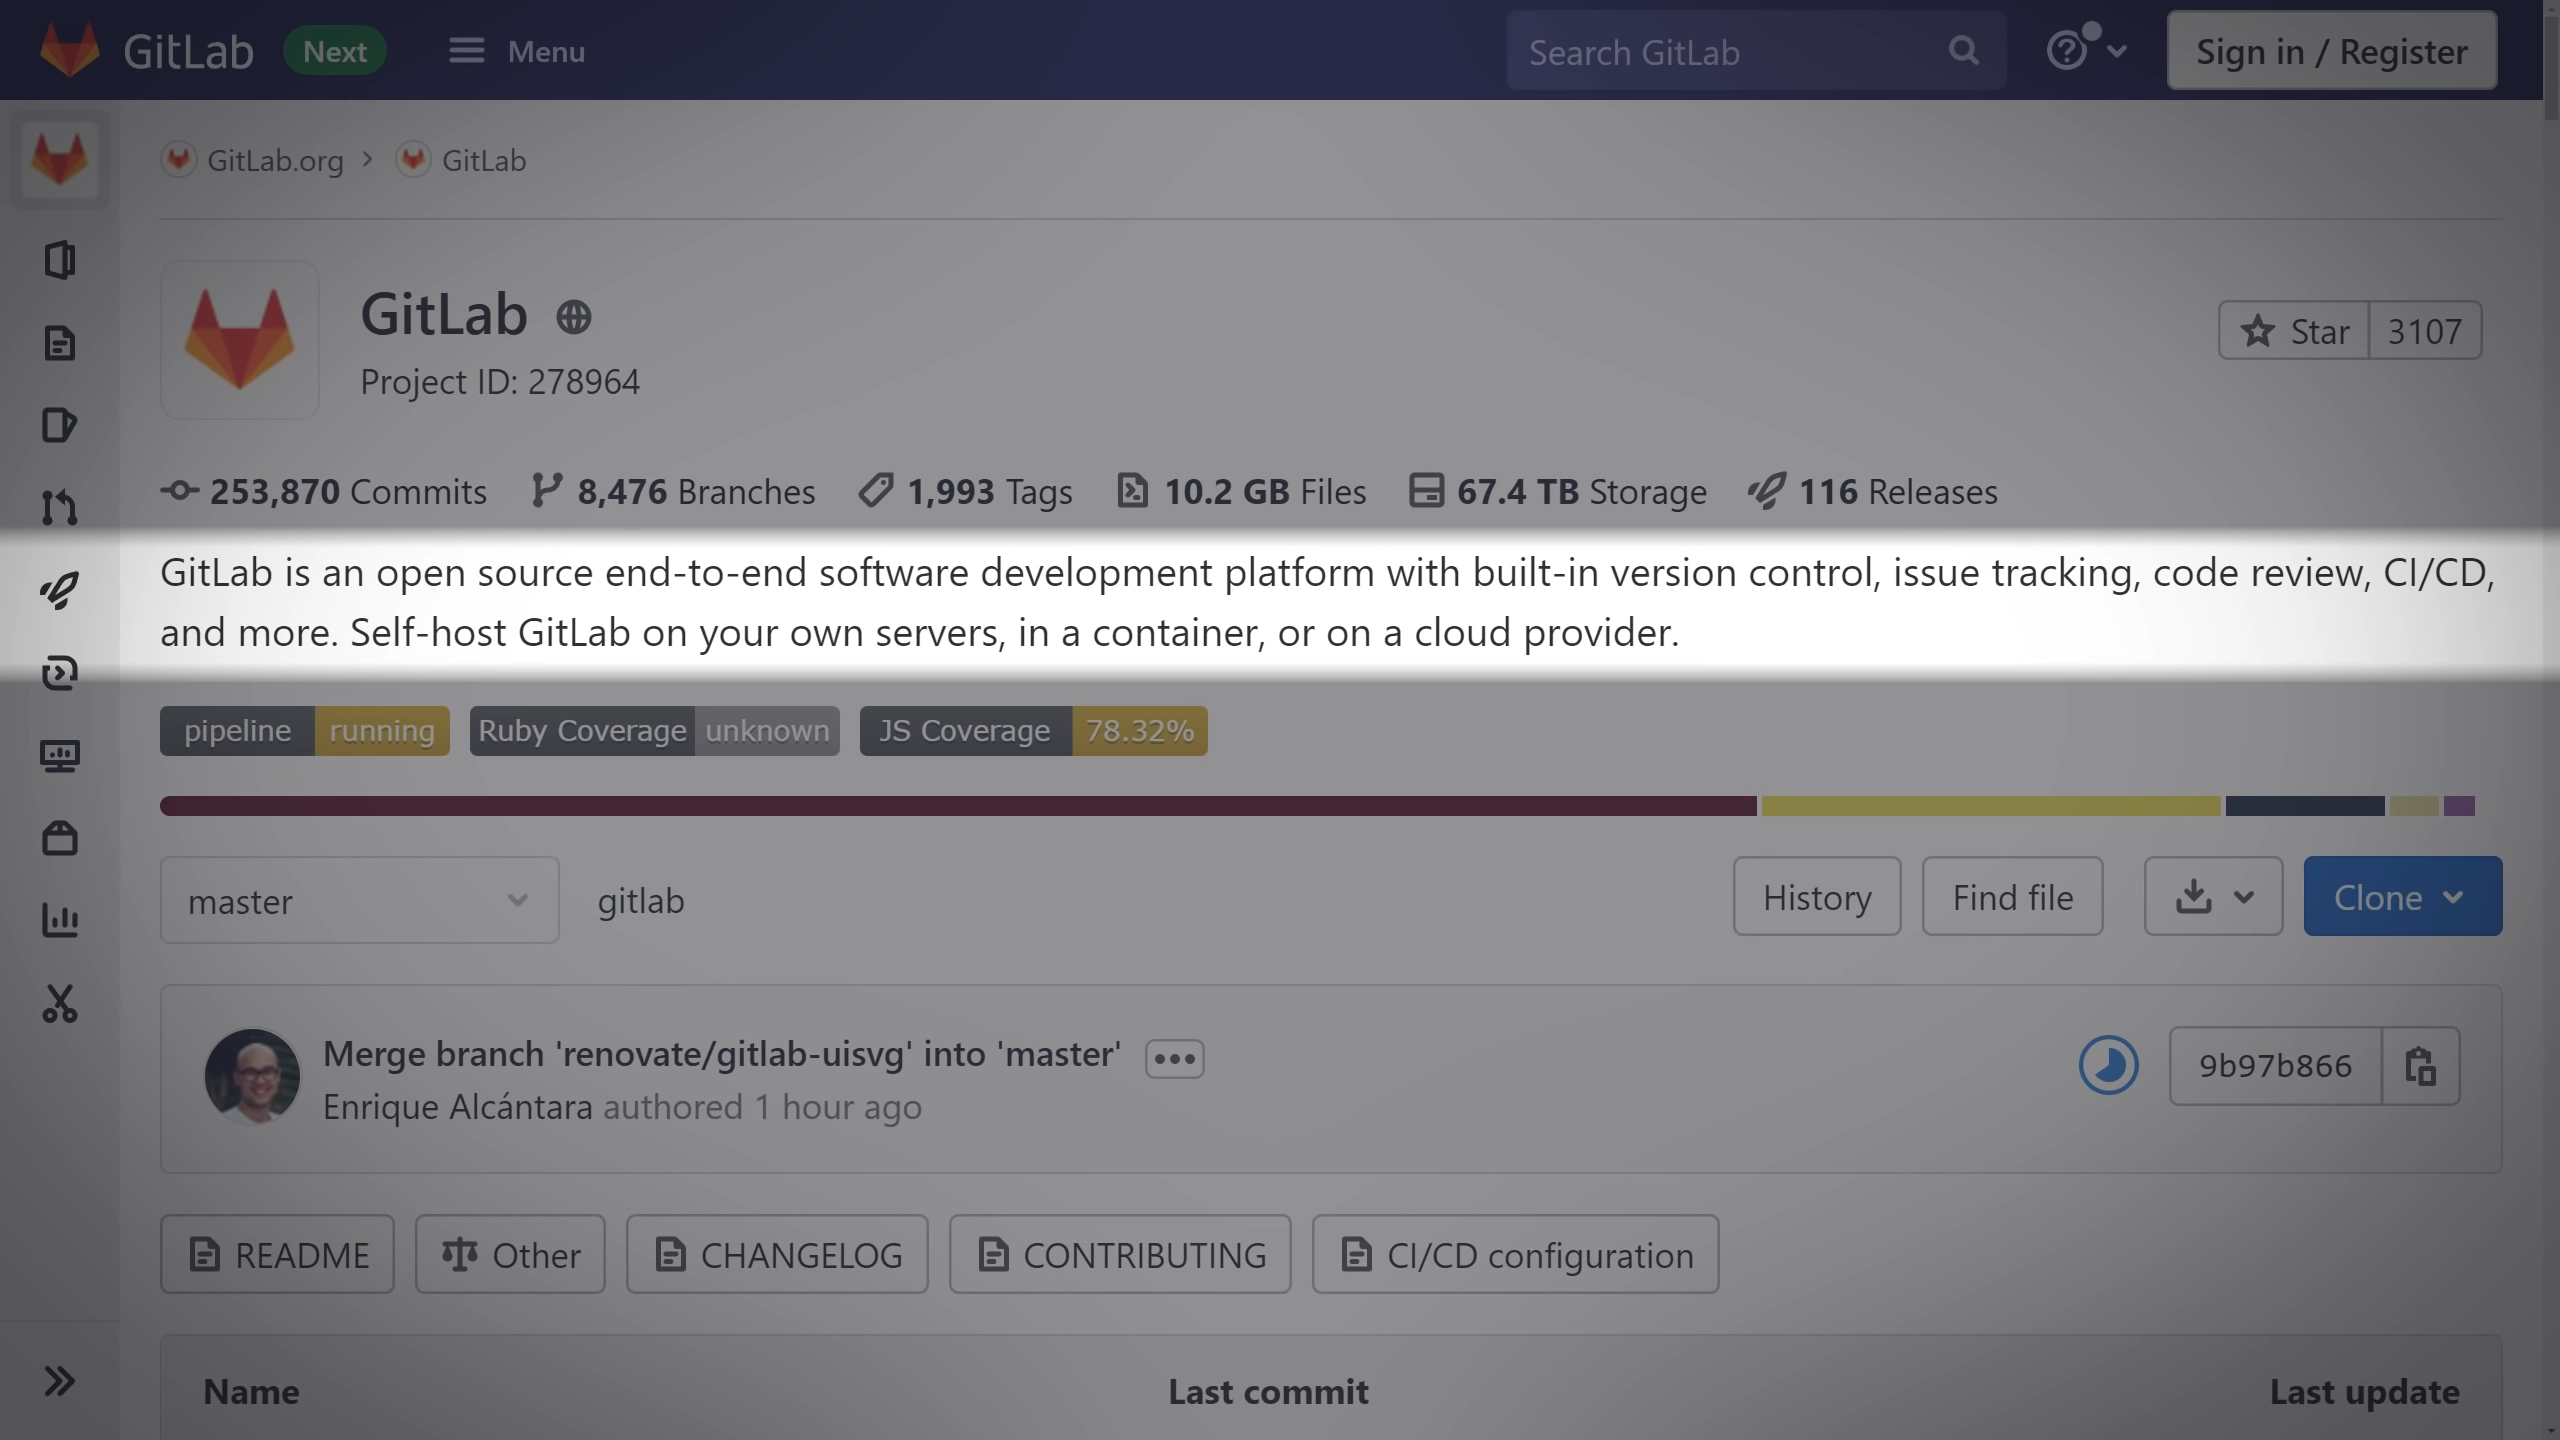 GitLab Next Menu Search GitLab Sign in / Register
GitLab.org > GitLab
GitLab
Star 3107
Project ID: 278964
253,870 Commits 8,476 Branches 1,993 Tags 10.2 GB Files 67.4 TB Storage 116 Releases
GitLab is an open source end-to-end software development platform with built-in version control, issue tracking, code review, CI/CD,
and more. Self-host GitLab on your own servers, in a container, or on a cloud provider.
pipeline running Ruby Coverage unknown JS Coverage 78.32%
master gitlab History Find file Clone
Merge branch 'renovate/gitlab-uisvg' into 'master'
9b97b866
Enrique Alcántara authored 1 hour ago
README Other CHANGELOG CONTRIBUTING CI/CD configuration
Name Last commit Last update